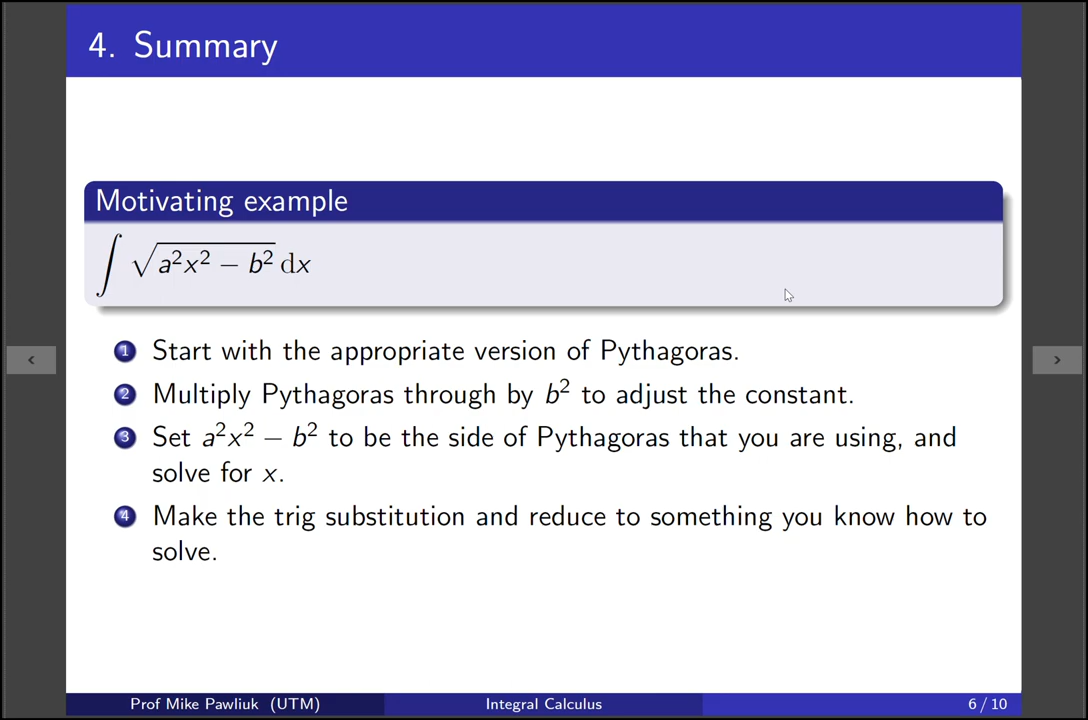 4. Summary
Motivating example
∫ √(a²x² − b²) dx
1 Start with the appropriate version of Pythagoras.
2 Multiply Pythagoras through by b² to adjust the constant.
3 Set a²x² − b² to be the side of Pythagoras that you are using, and
solve for x.
4 Make the trig substitution and reduce to something you know how to
solve.
Prof Mike Pawliuk (UTM) Integral Calculus 6 / 10